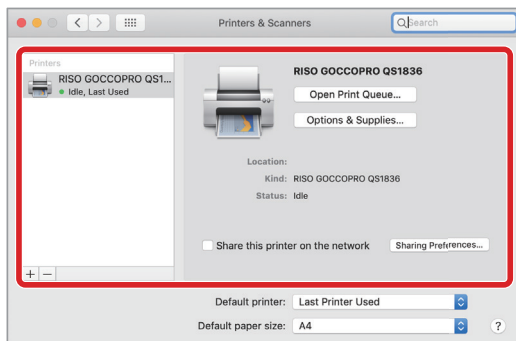 Printers & Scanners
Search
Printers
RISO GOCCOPRO QS1...
Idle, Last Used
RISO GOCCOPRO QS1836
Open Print Queue...
Options & Supplies...
Location:
Kind: RISO GOCCOPRO QS1836
Status: Idle
Share this printer on the network
Sharing Preferences...
+ −
Default printer: Last Printer Used
Default paper size: A4
?